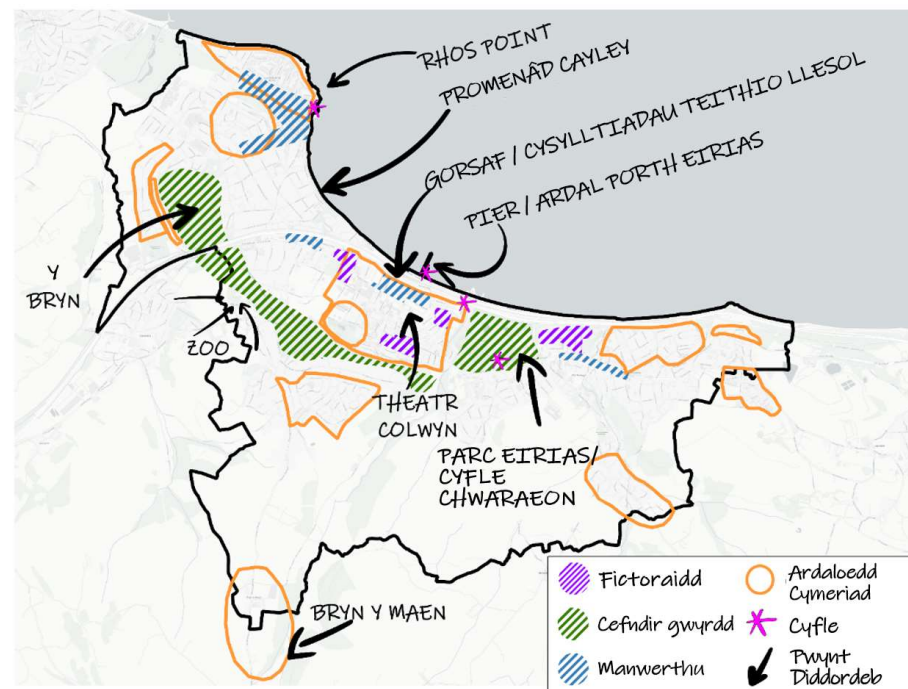 RHOS POINT
PROMENÂD CAYLEY
GORSAF / CYSYLLTIADAU TEITHIO LLESOL
PIER / ARDAL PORTH EIRIAS
Y
BRYN
ZOO
THEATR
COLWYN
PARC EIRIAS/
CYFLE
CHWARAEON
BRYN Y MAEN
Fictoraidd
Ardaloedd
Cymeriad
Cefndir gwyrdd
Cyfle
Manwerthu
Pwynt
Diddordeb